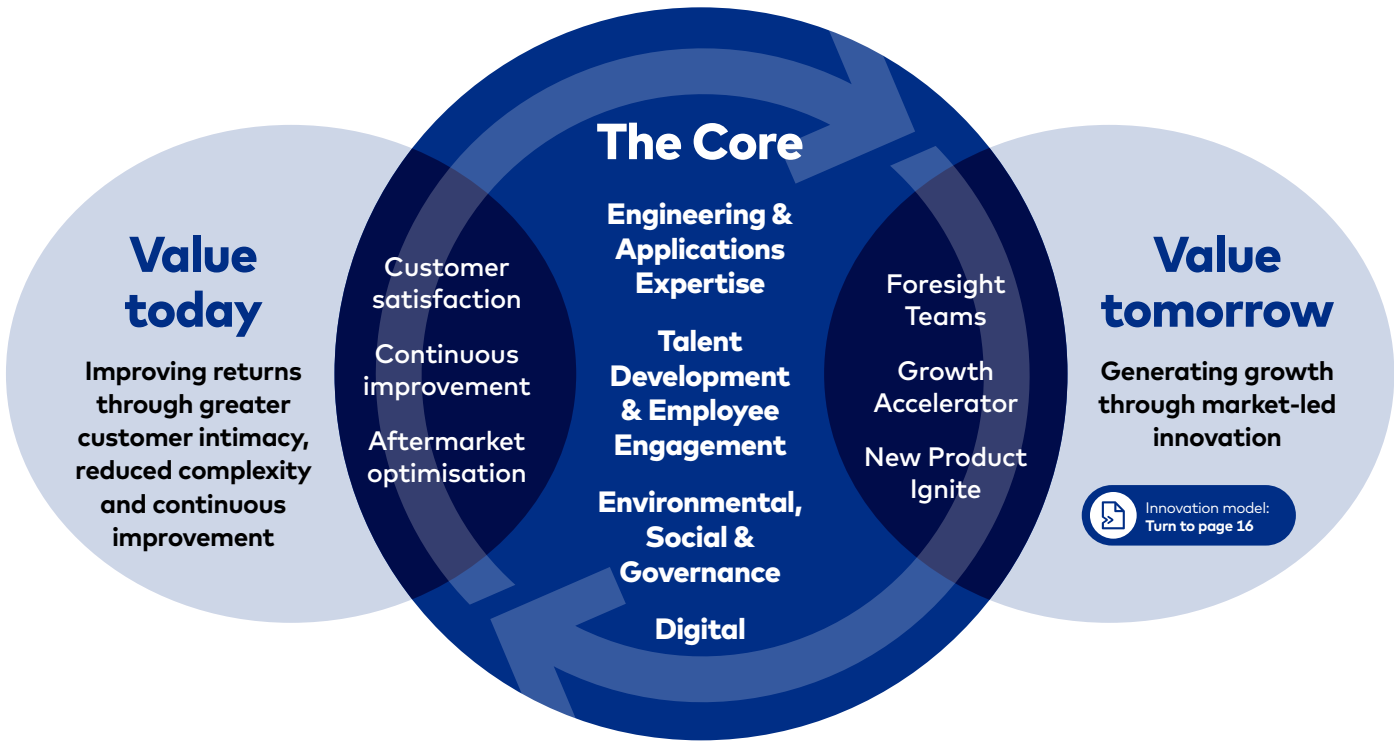 Value
today
Improving returns
through greater
customer intimacy,
reduced complexity
and continuous
improvement
Customer
satisfaction
Continuous
improvement
Aftermarket
optimisation
The Core
Engineering &
Applications
Expertise
Talent
Development
& Employee
Engagement
Environmental,
Social &
Governance
Digital
Foresight
Teams
Growth
Accelerator
New Product
Ignite
Value
tomorrow
Generating growth
through market-led
innovation
Innovation model:
Turn to page 16